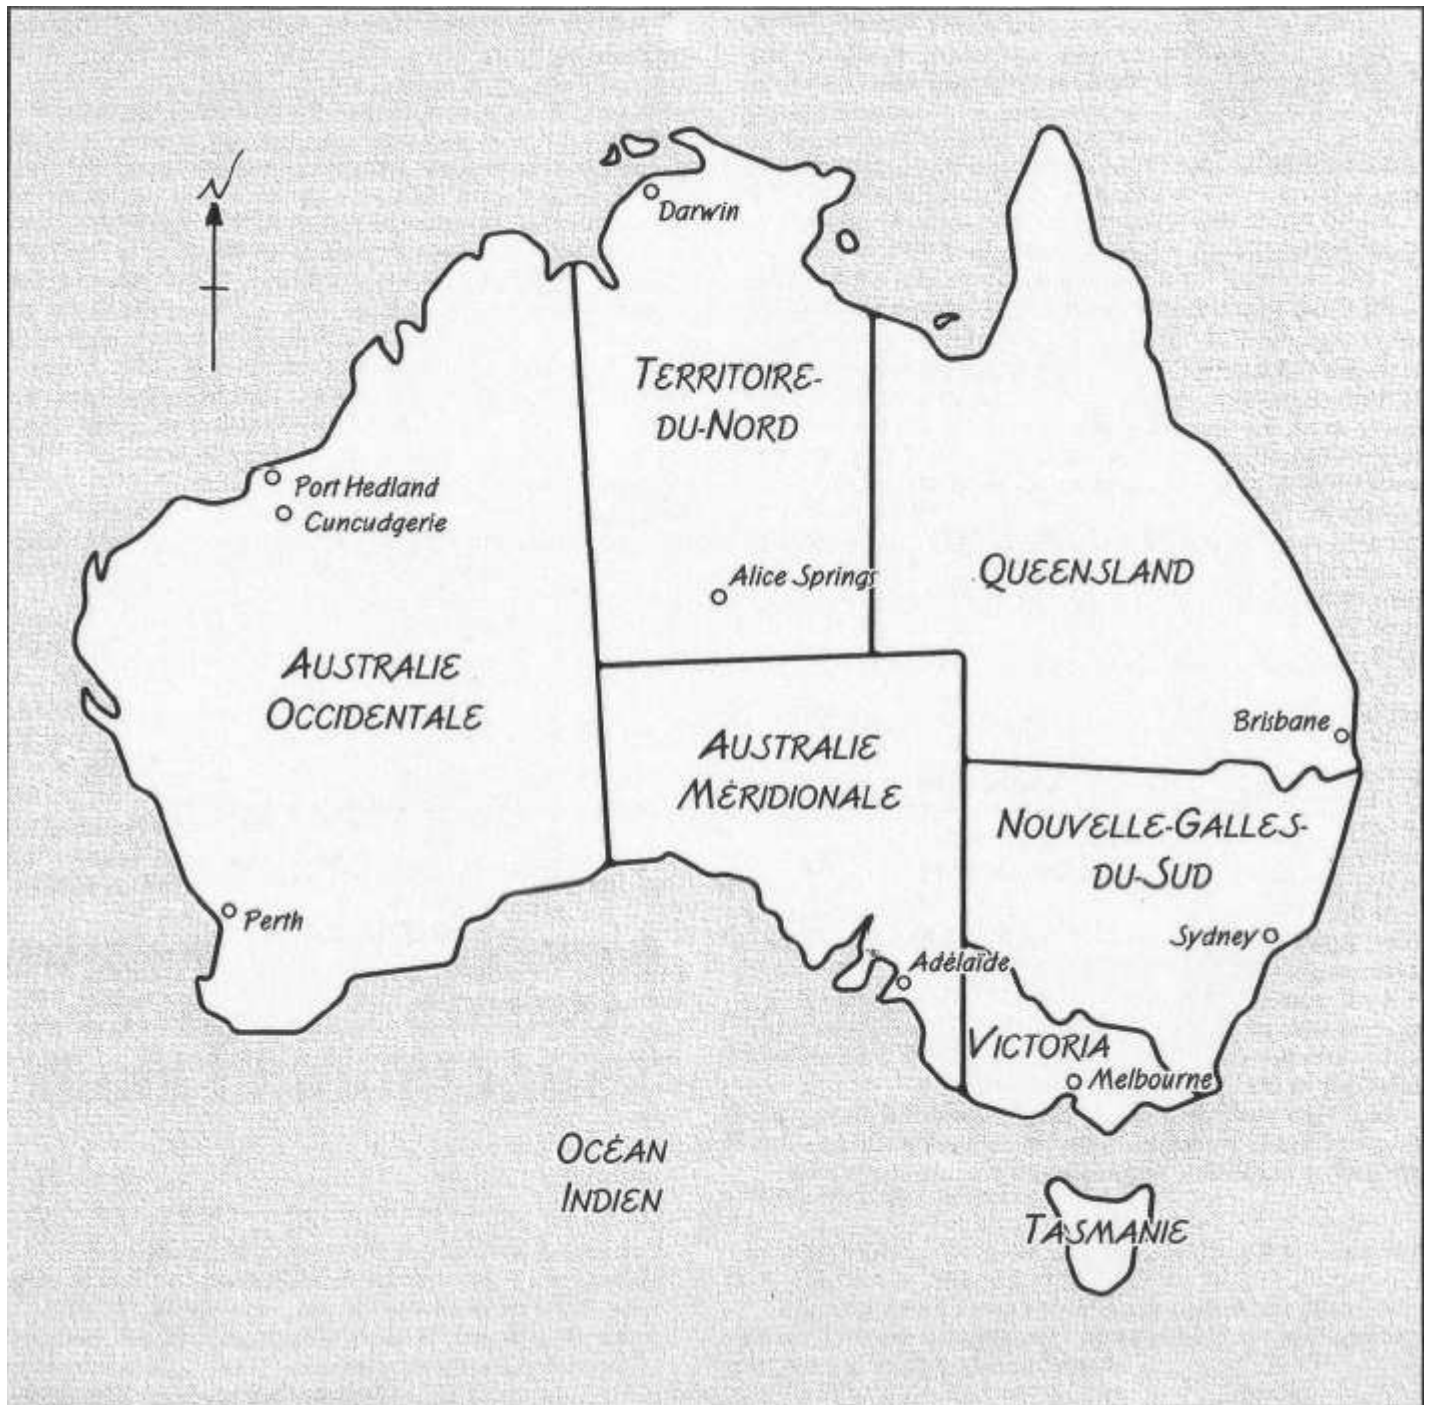 N
Darwin
TERRITOIRE-
DU-NORD
Port Hedland
Cuncudgerie
Alice Springs
QUEENSLAND
AUSTRALIE
OCCIDENTALE
Brisbane
AUSTRALIE
MÉRIDIONALE
NOUVELLE-GALLES-
DU-SUD
Perth
Sydney
Adélaïde
VICTORIA
Melbourne
OCÉAN
INDIEN
TASMANIE